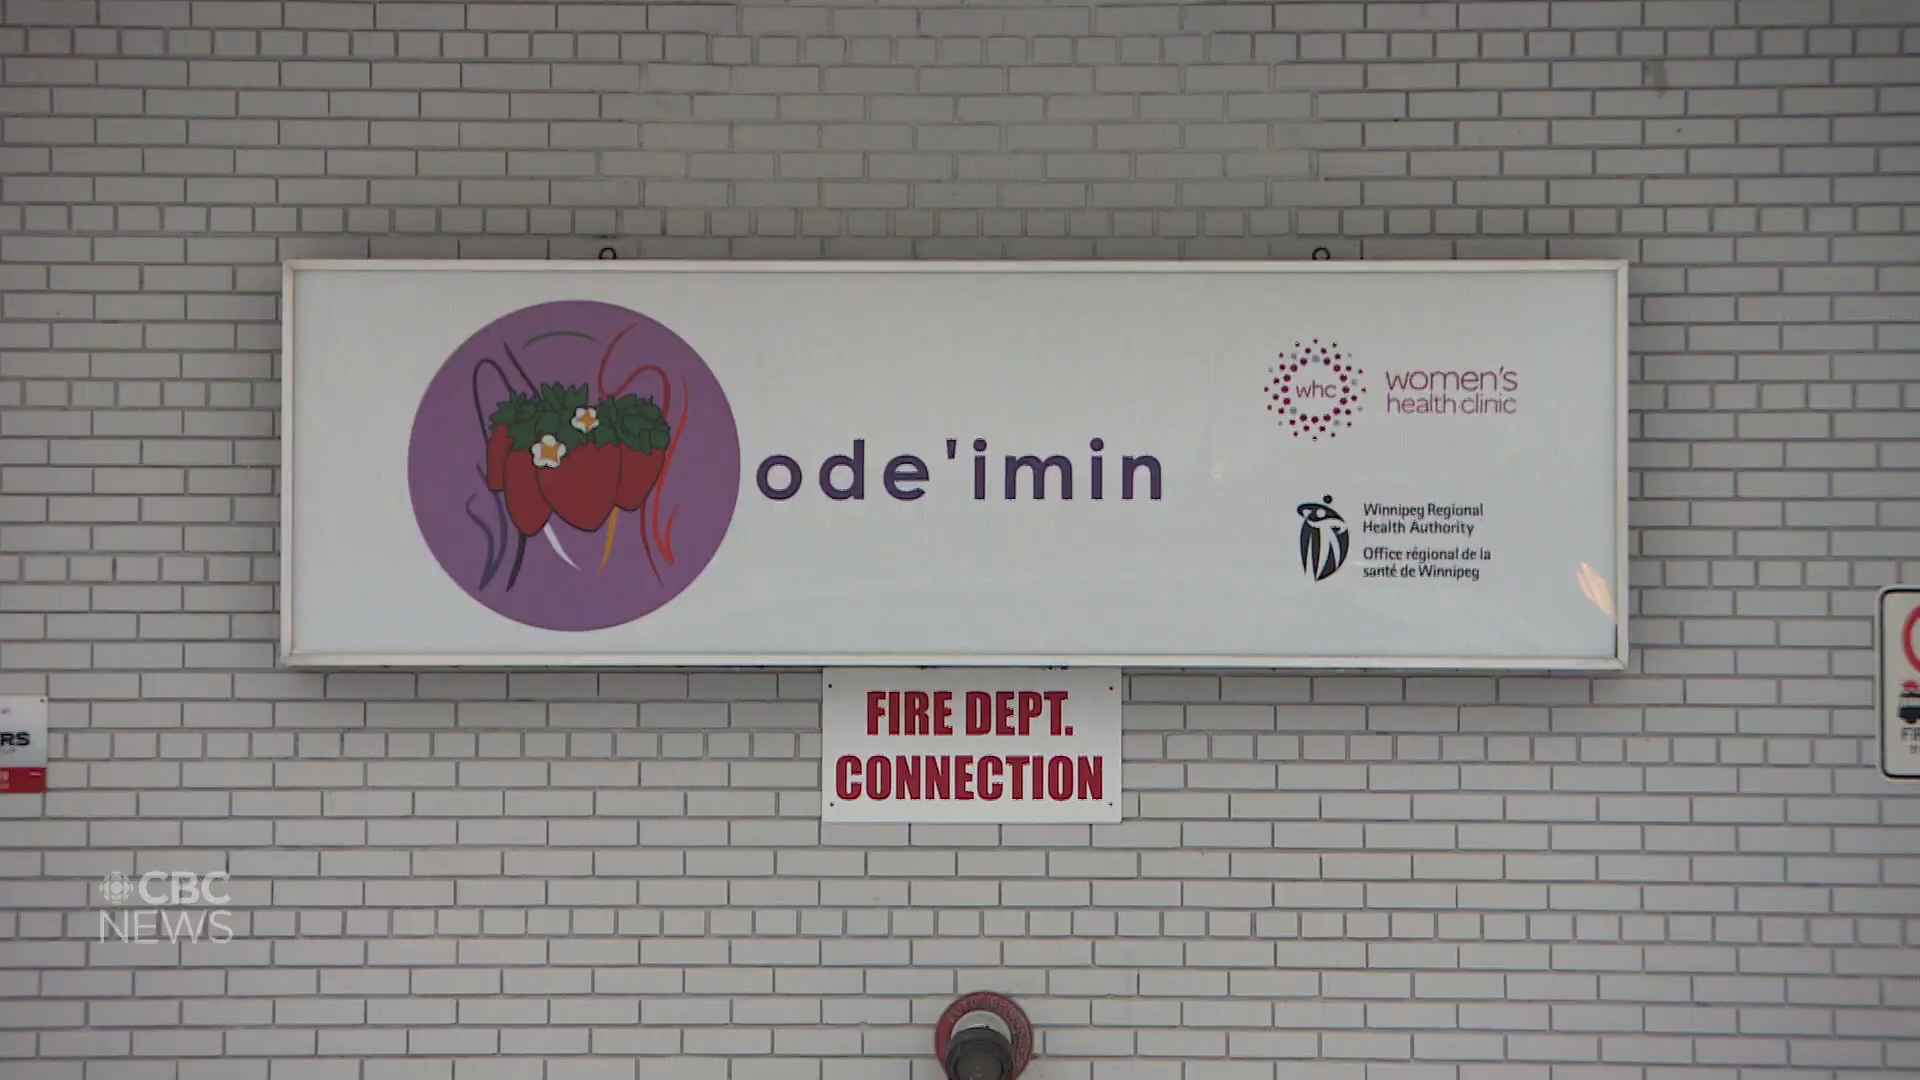 whc
women's
health clinic
ode'imin
Winnipeg Regional
Health Authority
Office régional de la
santé de Winnipeg
FIRE DEPT.
CONNECTION
RS
CBC
NEWS